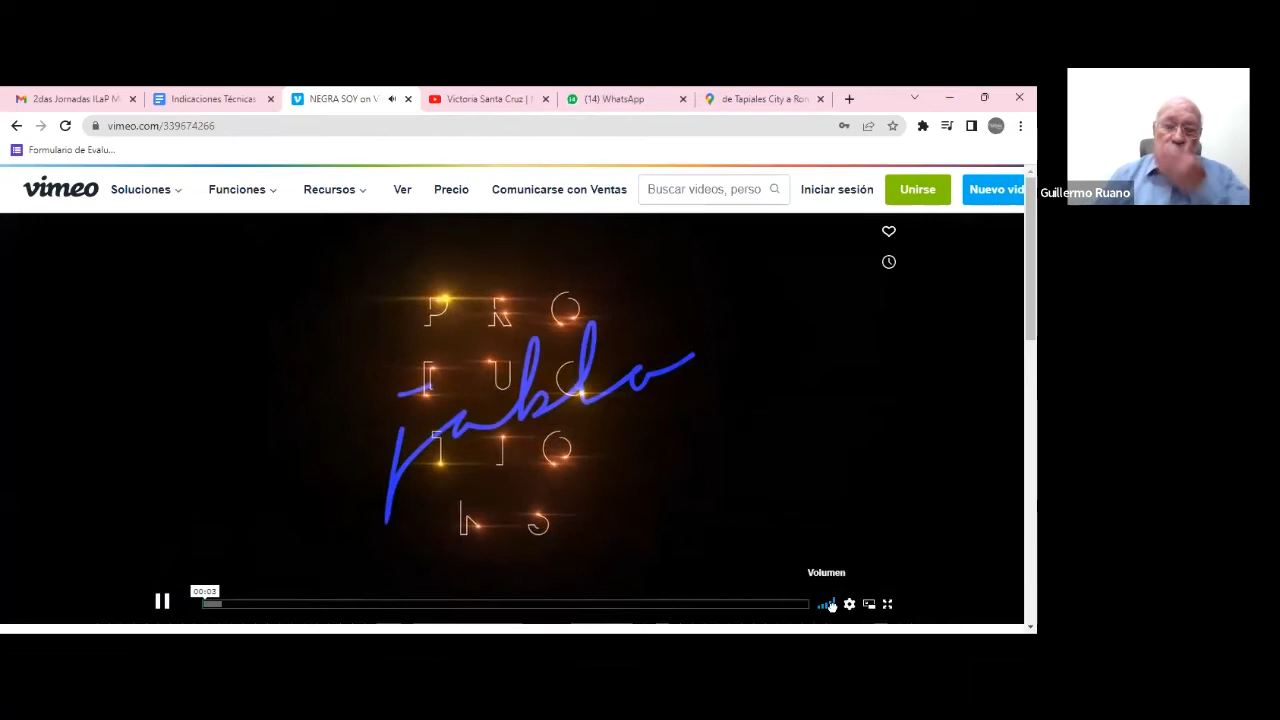 2das Jornadas ILaP M
Indicaciones Técnicas
NEGRA SOY on V
Victoria Santa Cruz |
(14) WhatsApp
de Tapiales City a Ron
vimeo.com/339674266
Formulario de Evalu...
vimeo
Soluciones
Funciones
Recursos
Ver
Precio
Comunicarse con Ventas
Buscar videos, perso
Iniciar sesión
Unirse
Nuevo vid
Guillermo Ruano
pablo
Volumen
00:03